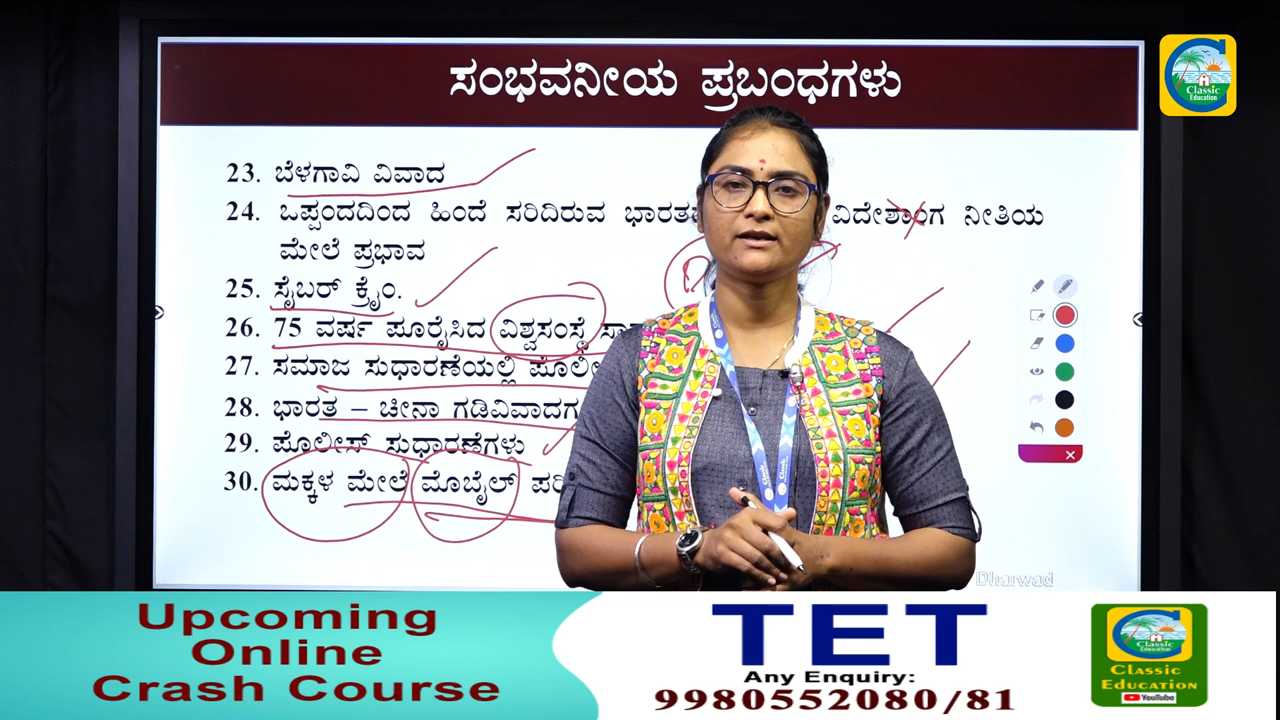 ಸಂಭವನೀಯ ಪ್ರಬಂಧಗಳು
Classic
Education
23. ಬೆಳಗಾವಿ ವಿವಾದ
24. ಒಪ್ಪಂದದಿಂದ ಹಿಂದೆ ಸರಿದಿರುವ ವಿದೇಶಾಂಗ ನೀತಿಯ
ಮೇಲೆ ಪ್ರಭಾವ
25. ಸೈಬರ್ ಕ್ರೈಂ.
26. 75 ವರ್ಷ ಪೂರೈಸಿದ ವಿಶ್ವಸಂಸ್ಥೆ
27. ಸಮಾಜ ಸುಧಾರಣೆಯಲ್ಲಿ
28. ಭಾರತ – ಚೀನಾ
29. ಪೊಲೀಸ್ ಸುಧಾರಣೆಗಳು
30. ಮಕ್ಕಳ ಮೇಲೆ ಮೊಬೈಲ್
Dharwad
Upcoming
Online
Crash Course
TET
Any Enquiry:
9980552080/81
Classic
Education
CLASSIC
EDUCATION
YouTube